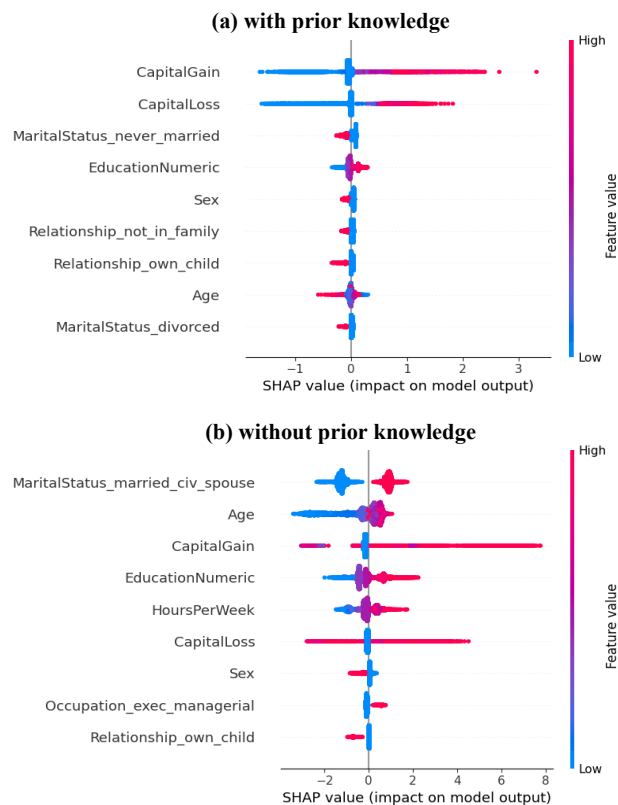 (a) with prior knowledge
High
CapitalGain
CapitalLoss
MaritalStatus_never_married
EducationNumeric
Sex
Relationship_not_in_family
Relationship_own_child
Age
MaritalStatus_divorced
Feature value
Low
−1 0 1 2 3
SHAP value (impact on model output)
(b) without prior knowledge
High
MaritalStatus_married_civ_spouse
Age
CapitalGain
EducationNumeric
HoursPerWeek
CapitalLoss
Sex
Occupation_exec_managerial
Relationship_own_child
Feature value
Low
−2 0 2 4 6 8
SHAP value (impact on model output)